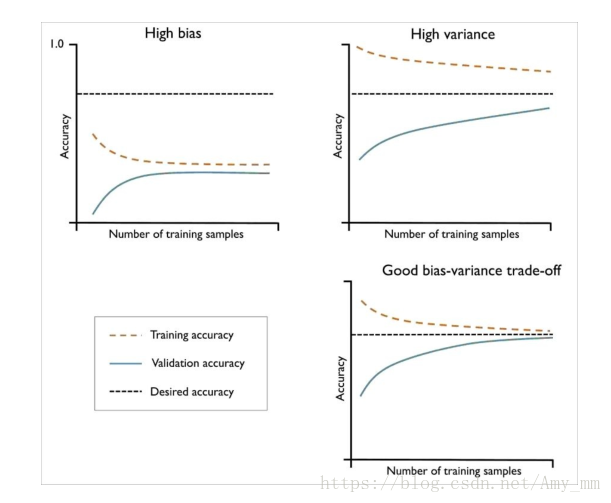 High bias
1.0
Accuracy
Number of training samples
High variance
Accuracy
Number of training samples
Good bias-variance trade-off
Accuracy
Number of training samples
Training accuracy
Validation accuracy
Desired accuracy
https://blog.csdn.net/Amy_mm